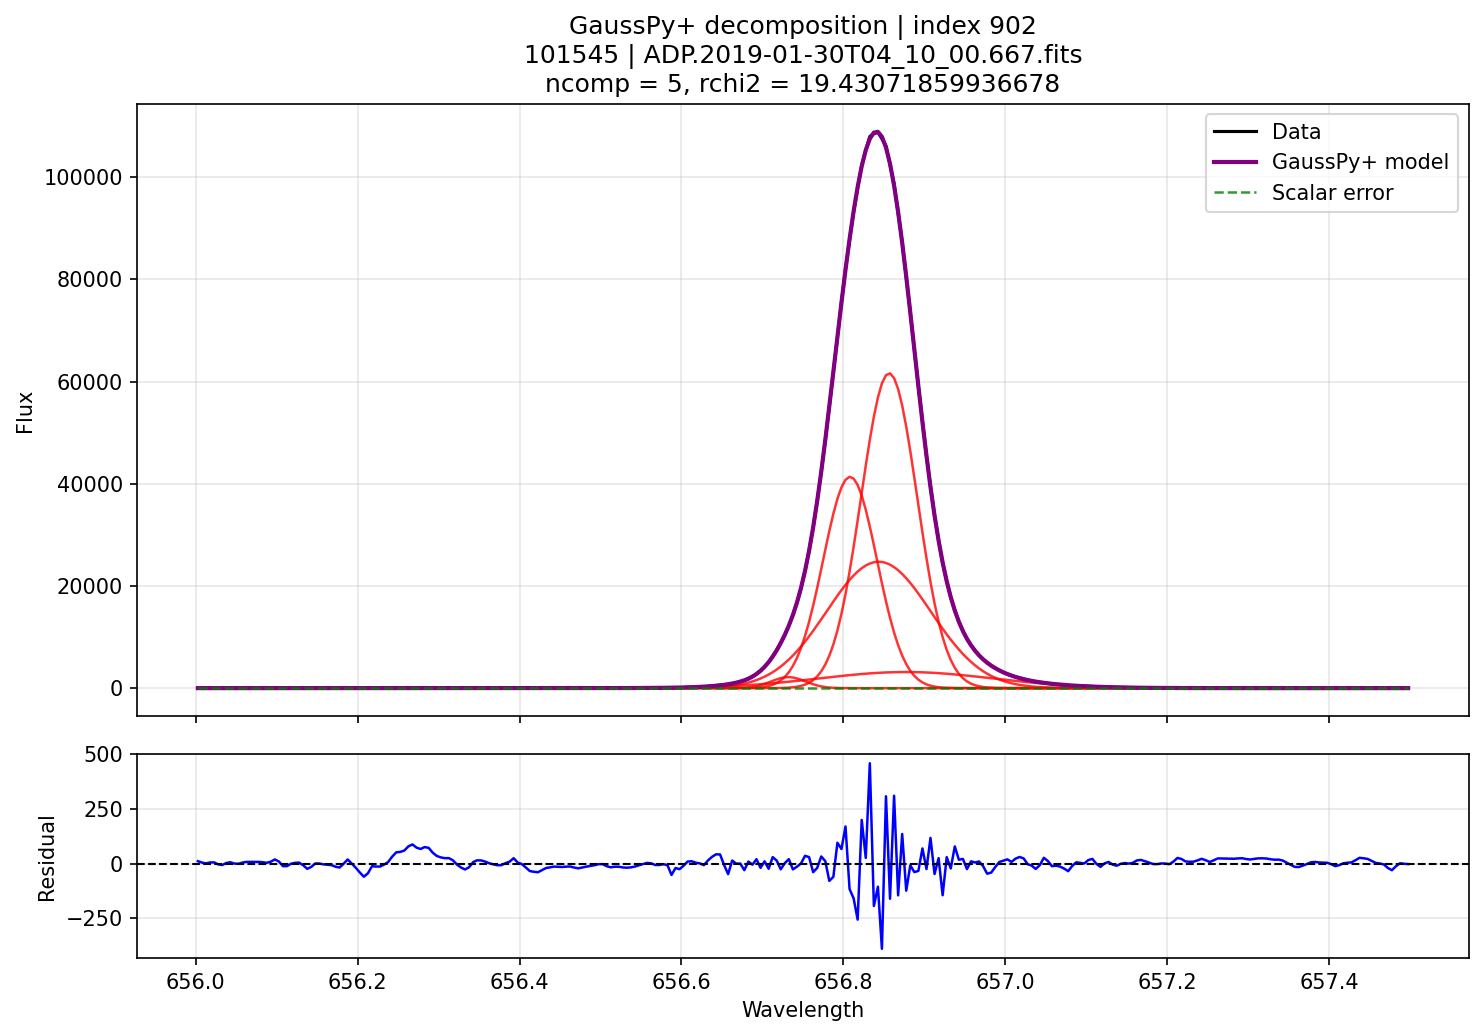 GaussPy+ decomposition | index 902
101545 | ADP.2019-01-30T04_10_00.667.fits
ncomp = 5, rchi2 = 19.43071859936678
Data
GaussPy+ model
Scalar error
100000
80000
60000
40000
20000
0
Flux
500
250
0
−250
Residual
656.0
656.2
656.4
656.6
656.8
657.0
657.2
657.4
Wavelength